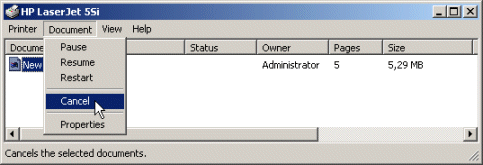 HP LaserJet 5Si
Printer Document View Help
Docume Status Owner Pages Size
Pause
New Administrator 5 5,29 MB
Resume
Restart
Cancel
Properties
Cancels the selected documents.